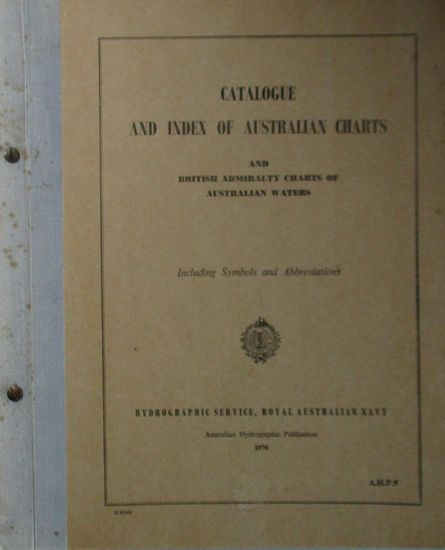 CATALOGUE
AND INDEX OF AUSTRALIAN CHARTS
AND
BRITISH ADMIRALTY CHARTS OF
AUSTRALIAN WATERS
Including Symbols and Abbreviations
HYDROGRAPHIC SERVICE, ROYAL AUSTRALIAN NAVY
Australian Hydrographic Publication
1970
A.H.P.9